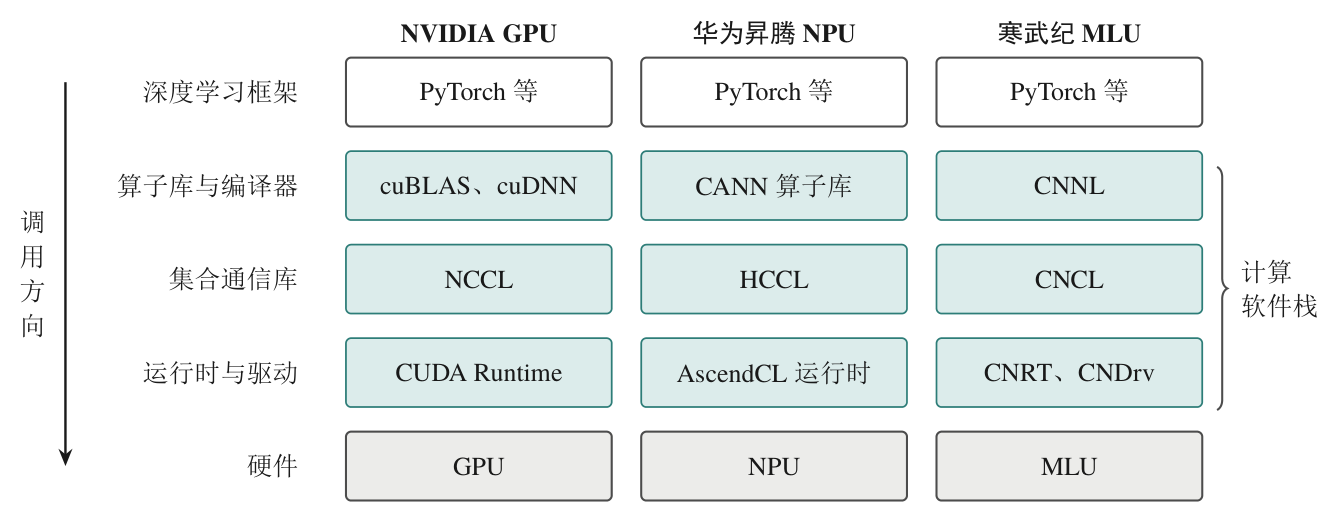 NVIDIA GPU 华为昇腾 NPU 寒武纪 MLU
深度学习框架 PyTorch 等 PyTorch 等 PyTorch 等
算子库与编译器 cuBLAS、cuDNN CANN 算子库 CNNL
集合通信库 NCCL HCCL CNCL
运行时与驱动 CUDA Runtime AscendCL 运行时 CNRT、CNDrv
硬件 GPU NPU MLU
调用方向
计算
软件栈